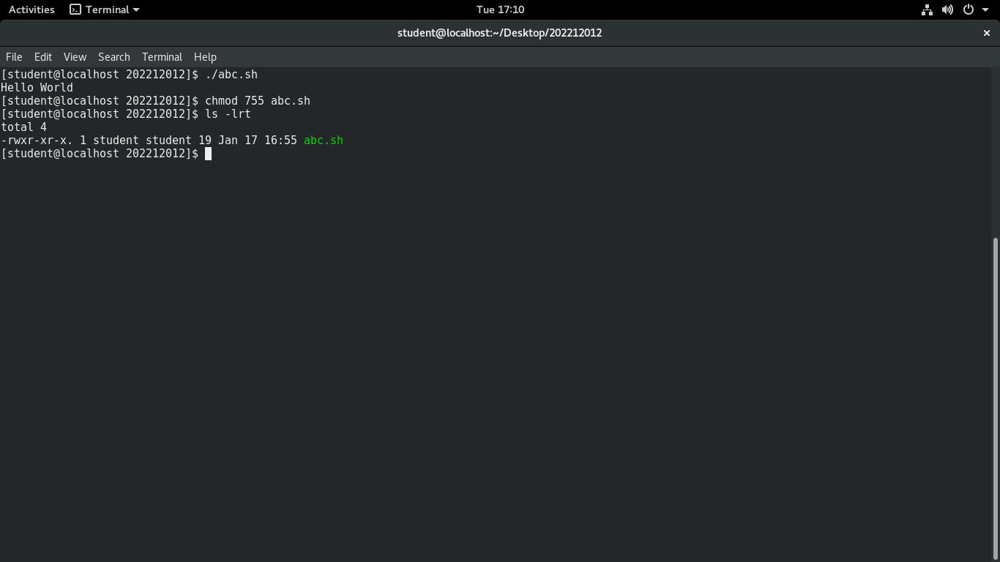 Activities Terminal Tue 17:10
student@localhost:~/Desktop/202212012 ×
File Edit View Search Terminal Help
[student@localhost 202212012]$ ./abc.sh
Hello World
[student@localhost 202212012]$ chmod 755 abc.sh
[student@localhost 202212012]$ ls -lrt
total 4
-rwxr-xr-x. 1 student student 19 Jan 17 16:55 abc.sh
[student@localhost 202212012]$